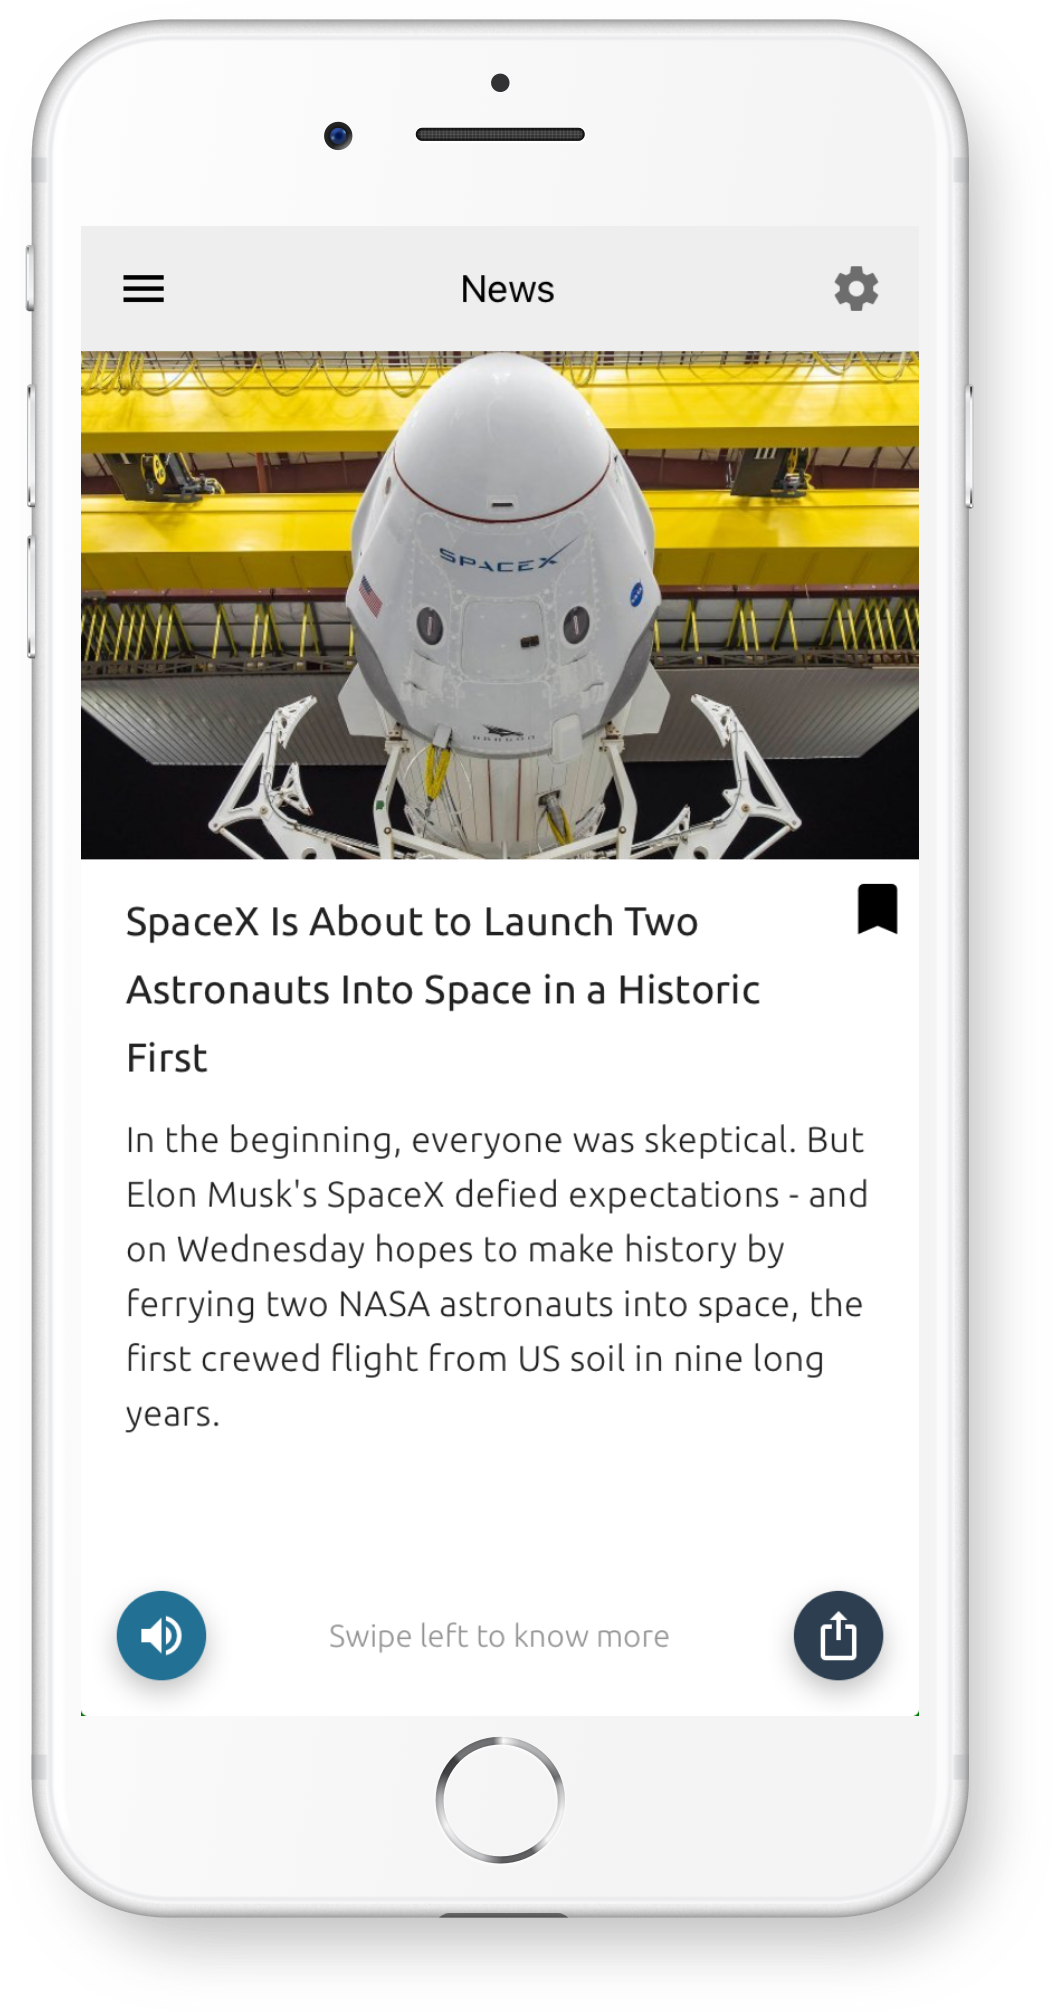 News
SPACEX
DRAGON
SpaceX Is About to Launch Two
Astronauts Into Space in a Historic
First
In the beginning, everyone was skeptical. But
Elon Musk's SpaceX defied expectations - and
on Wednesday hopes to make history by
ferrying two NASA astronauts into space, the
first crewed flight from US soil in nine long
years.
Swipe left to know more